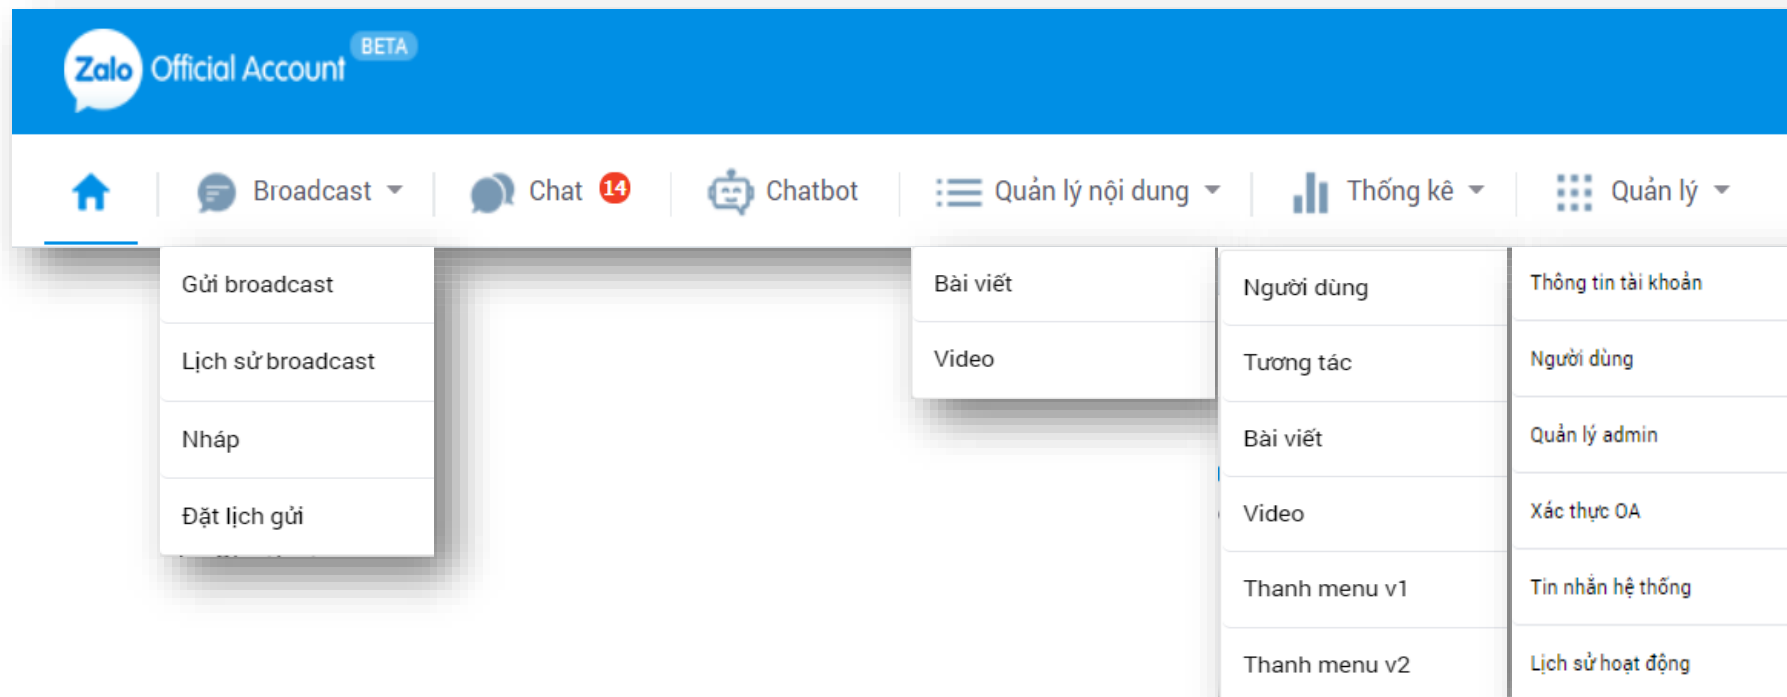 Zalo Official Account BETA
Broadcast Chat 14 Chatbot Quản lý nội dung Thống kê Quản lý
Gửi broadcast
Lịch sử broadcast
Nháp
Đặt lịch gửi
Bài viết
Video
Người dùng
Tương tác
Bài viết
Video
Thanh menu v1
Thanh menu v2
Thông tin tài khoản
Người dùng
Quản lý admin
Xác thực OA
Tin nhắn hệ thống
Lịch sử hoạt động